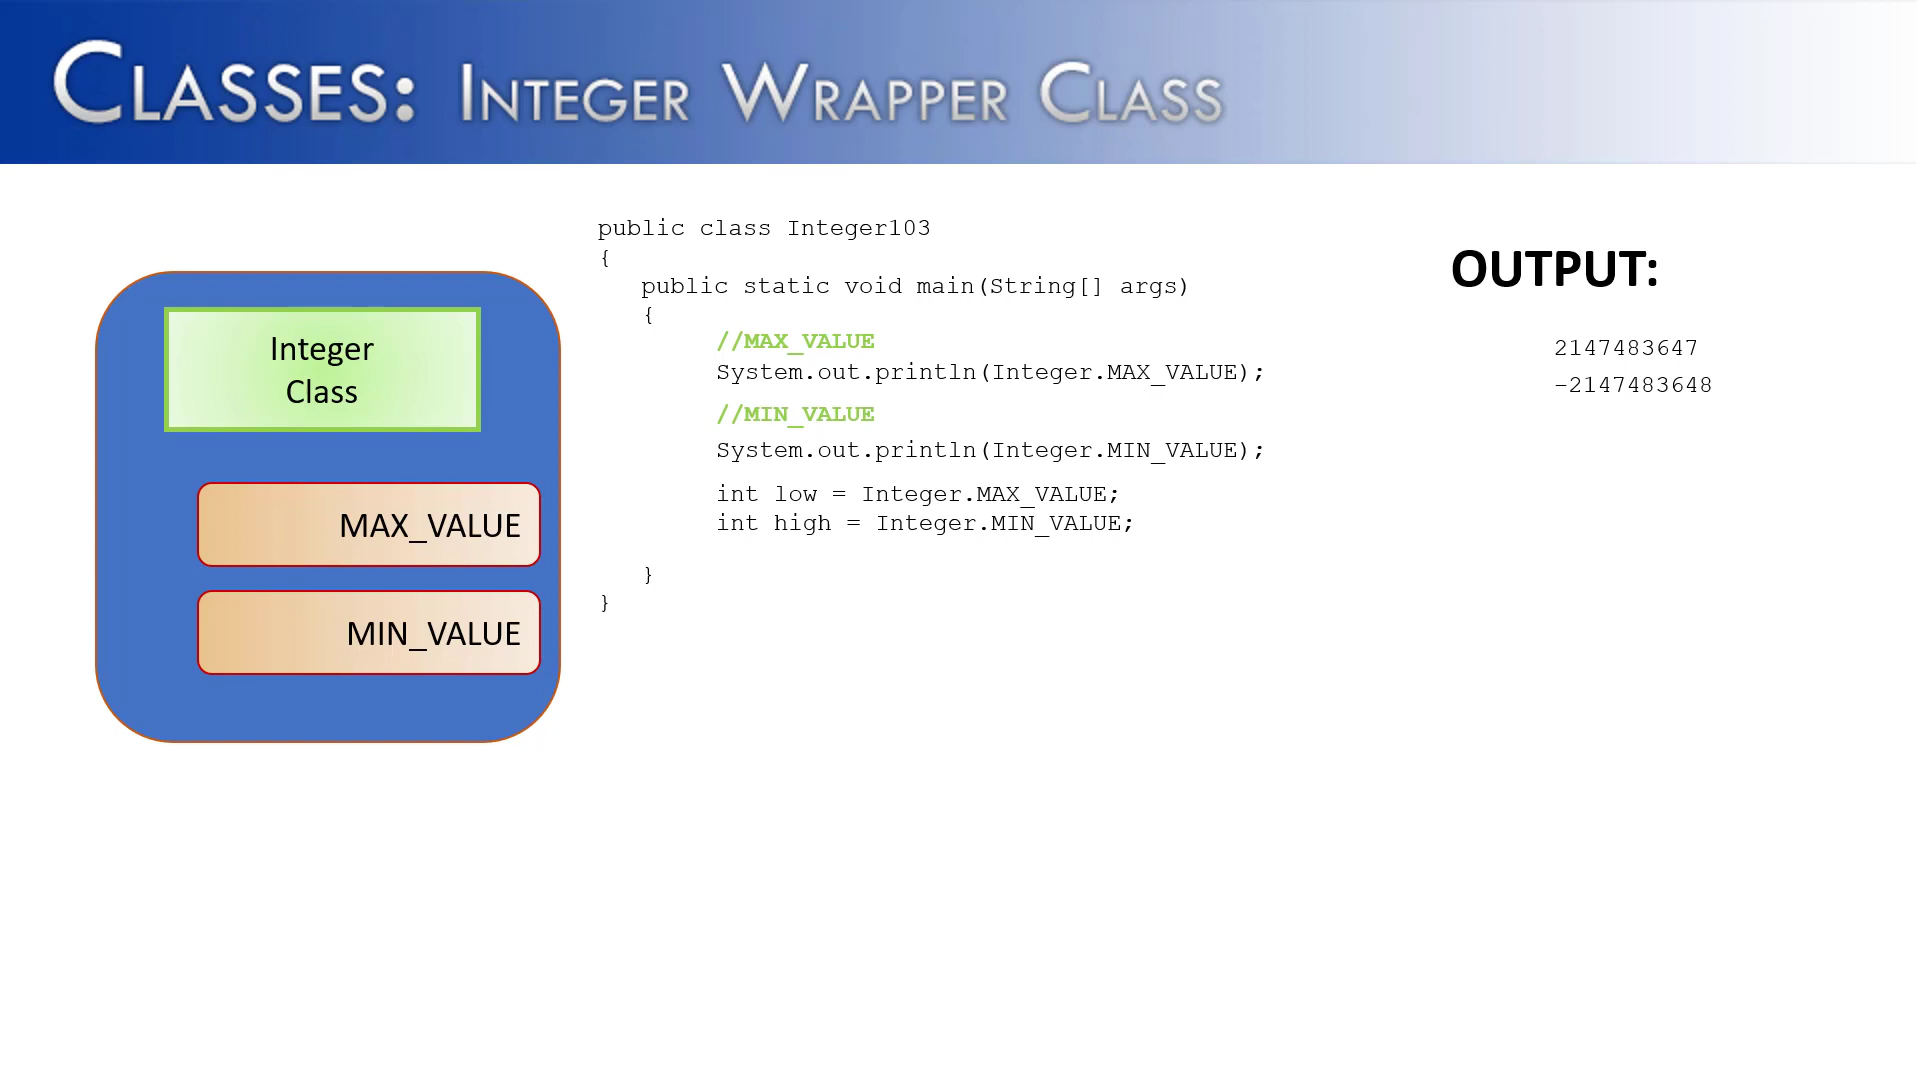 CLASSES: INTEGER WRAPPER CLASS
Integer
Class
MAX_VALUE
MIN_VALUE
public class Integer103
{
public static void main(String[] args)
{
//MAX_VALUE
System.out.println(Integer.MAX_VALUE);
//MIN_VALUE
System.out.println(Integer.MIN_VALUE);
int low = Integer.MAX_VALUE;
int high = Integer.MIN_VALUE;
}
}
OUTPUT:
2147483647
-2147483648